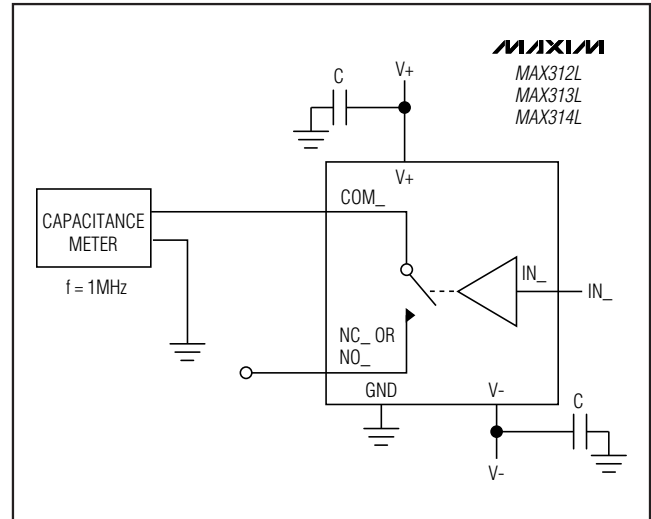 MAXIM
MAX312L
MAX313L
MAX314L
C
V+
V+
COM_
CAPACITANCE
METER
f = 1MHz
IN_
IN_
NC_ OR
NO_
GND
V-
C
V-